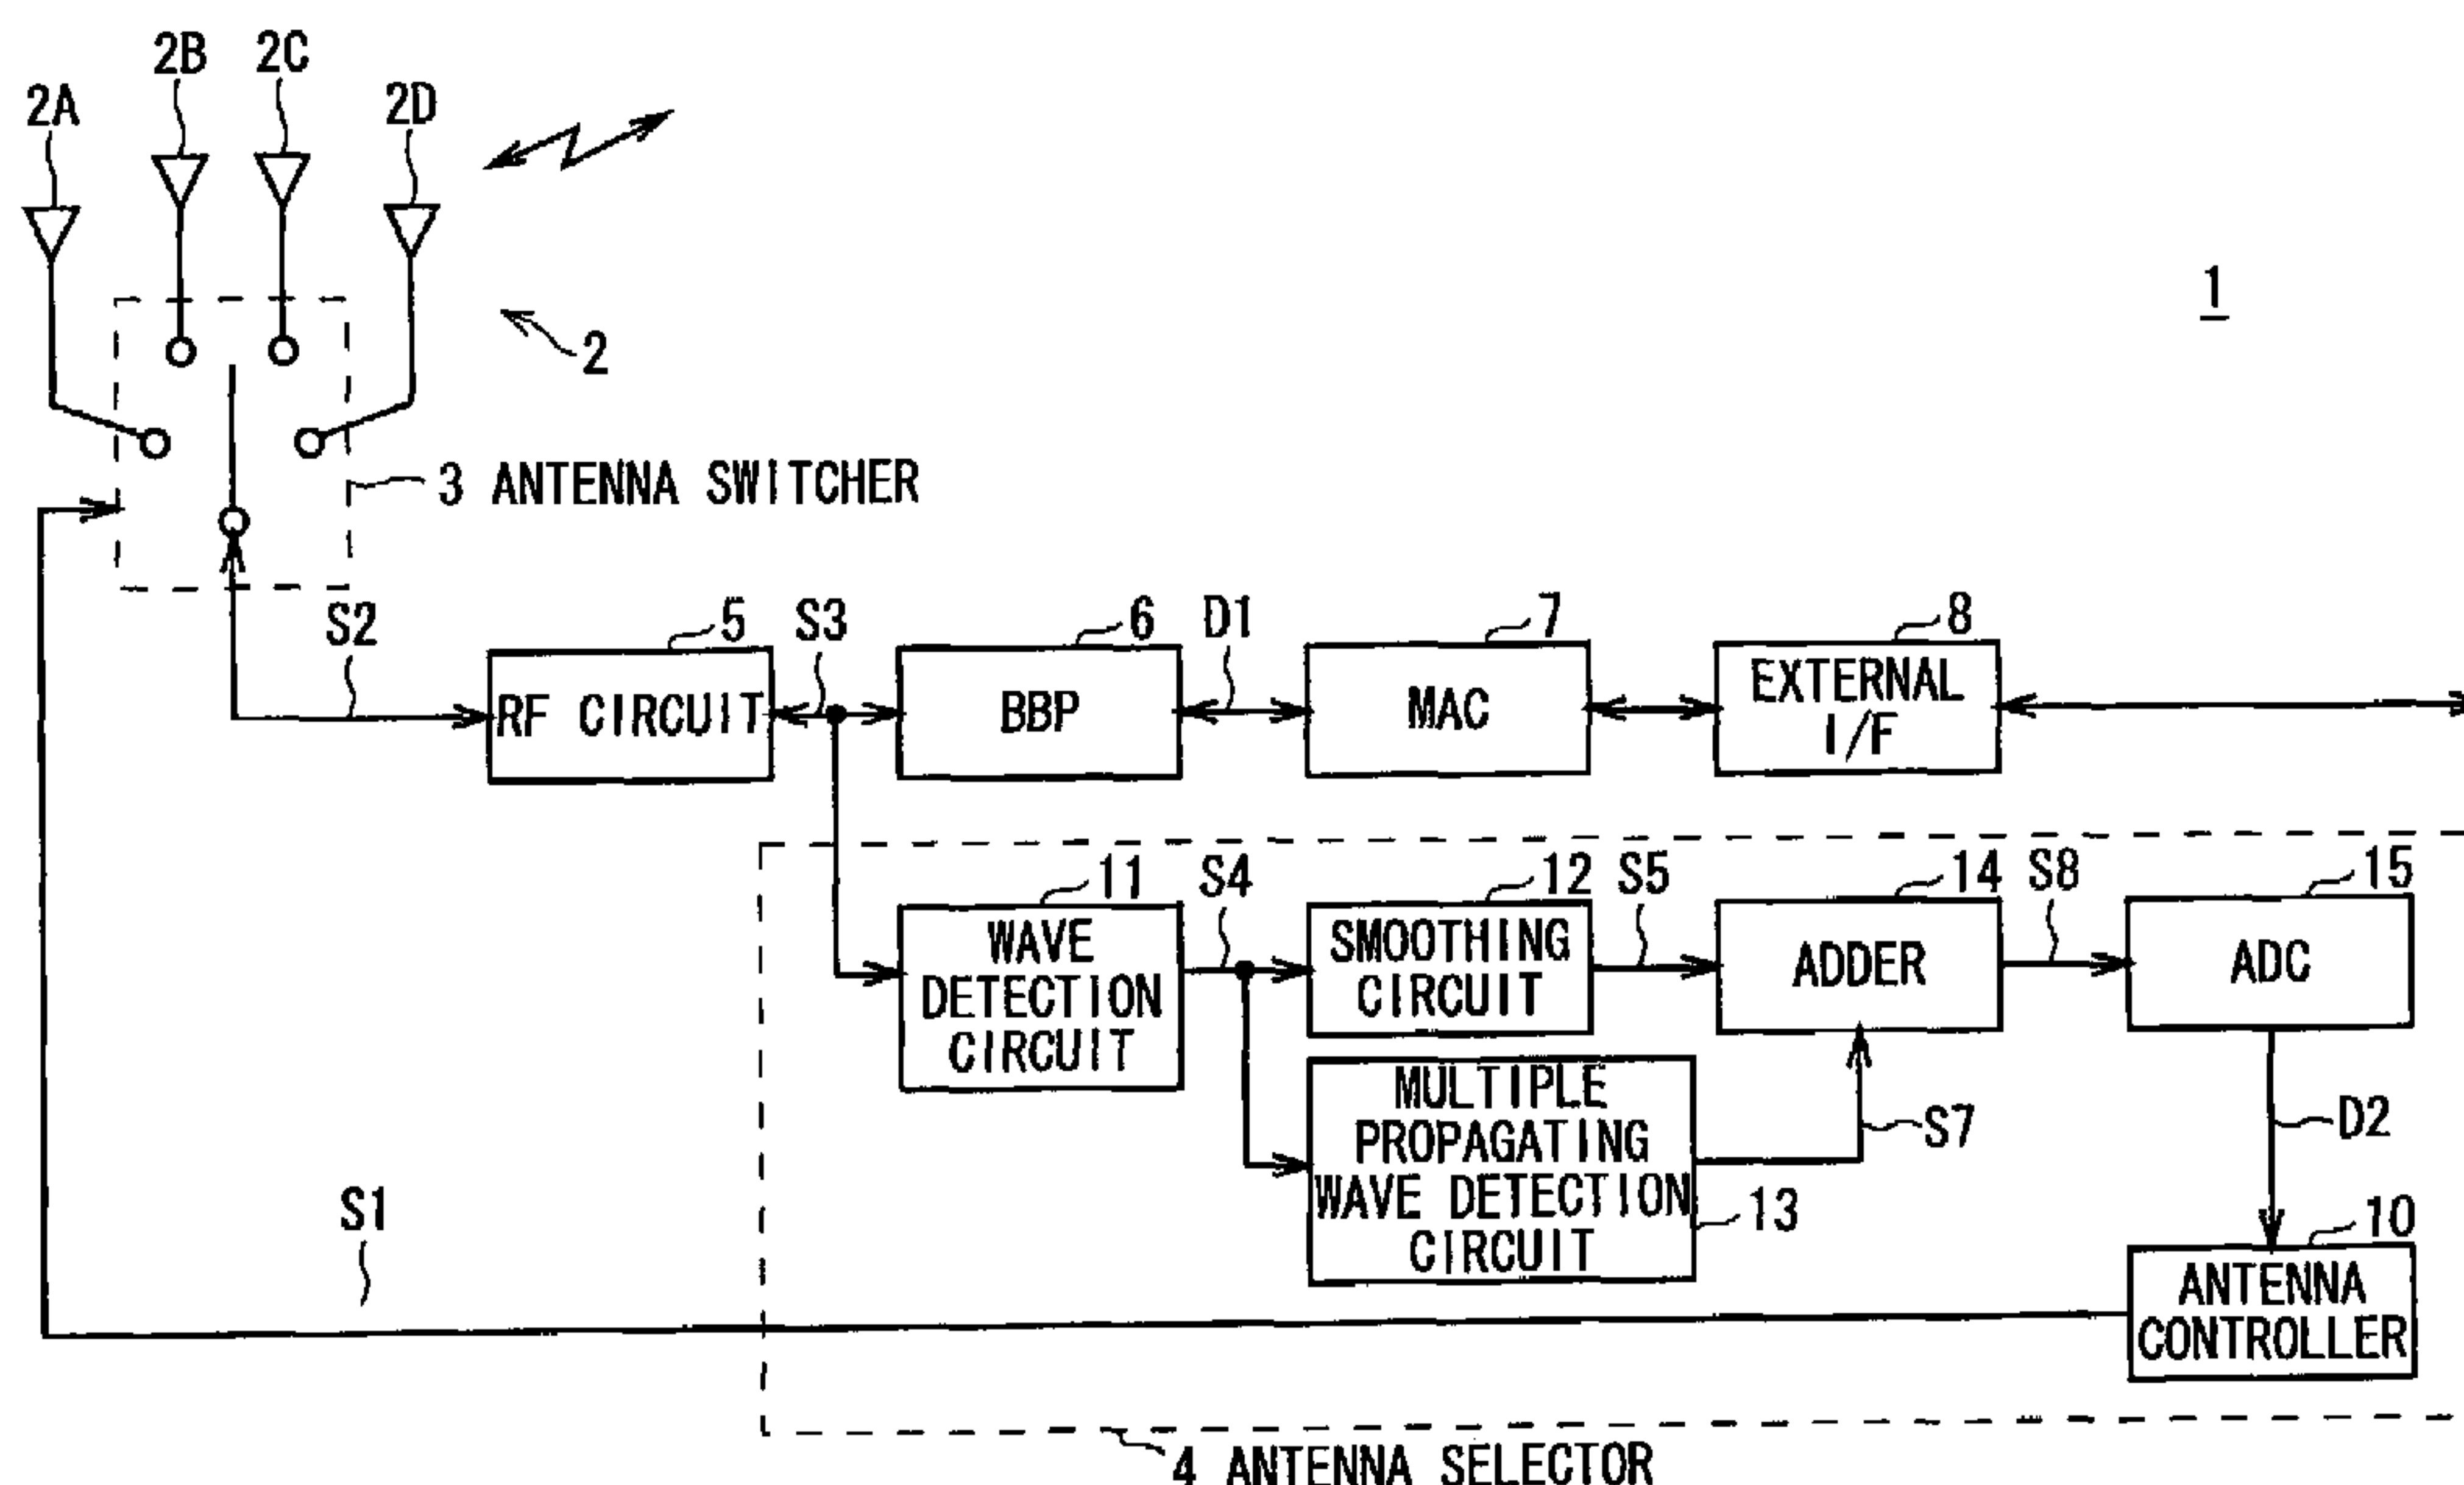 2B
2C
2A
2D
1
2
3 ANTENNA SWITCHER
S2
5
S3
6
D1
7
8
RF CIRCUIT
BBP
MAC
EXTERNAL
I/F
11
S4
12
S5
14
S8
15
WAVE
DETECTION
CIRCUIT
SMOOTHING
CIRCUIT
ADDER
ADC
MULTIPLE
PROPAGATING
WAVE DETECTION
CIRCUIT
S7
D2
13
S1
10
ANTENNA
CONTROLLER
4 ANTENNA SELECTOR